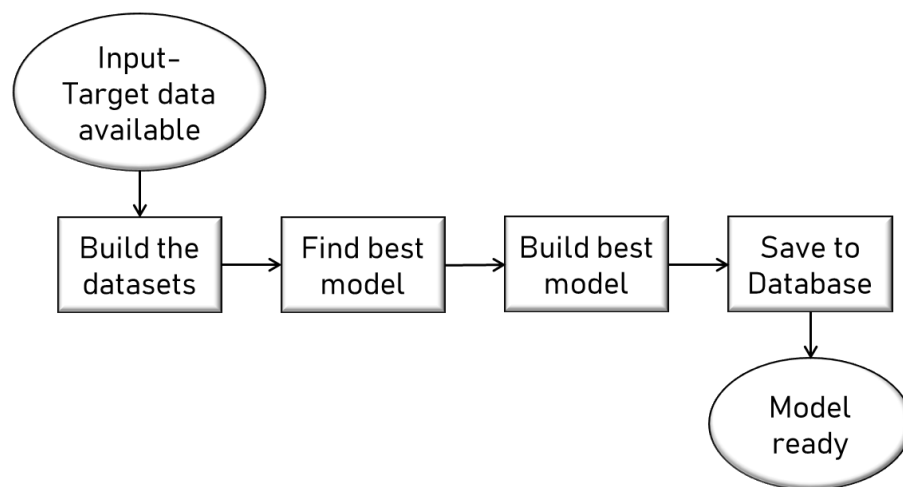 Input-
Target data
available
Build the
datasets
Find best
model
Build best
model
Save to
Database
Model
ready